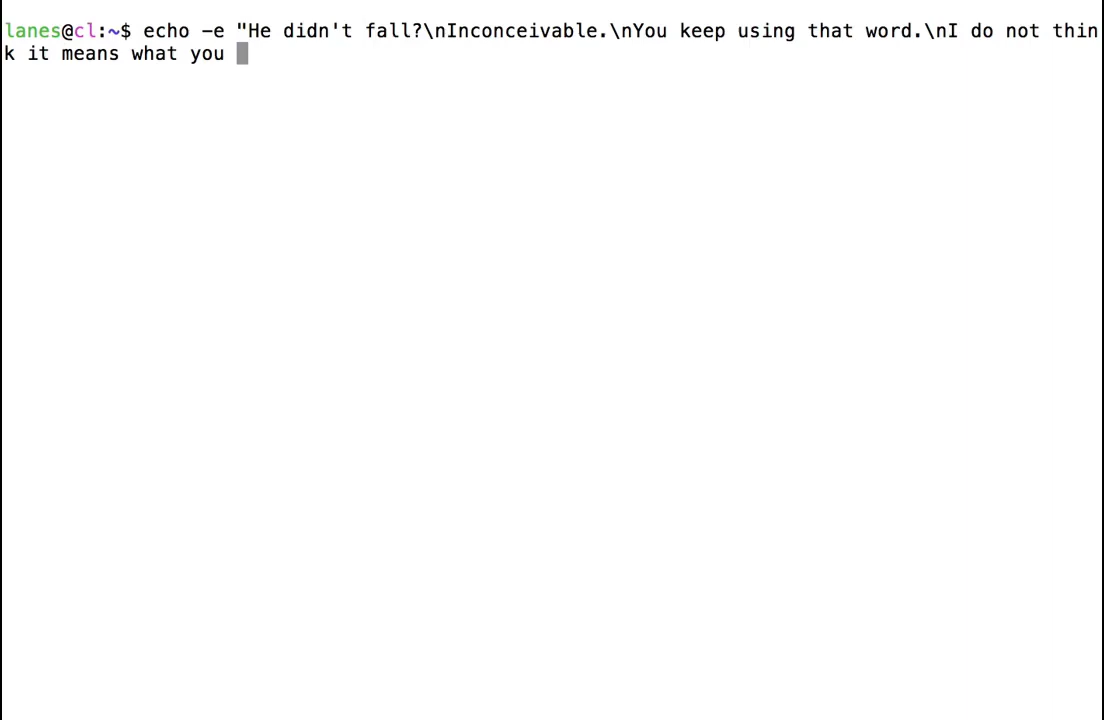 lanes@cl:~$ echo -e "He didn't fall?\nInconceivable.\nYou keep using that word.\nI do not thin
k it means what you